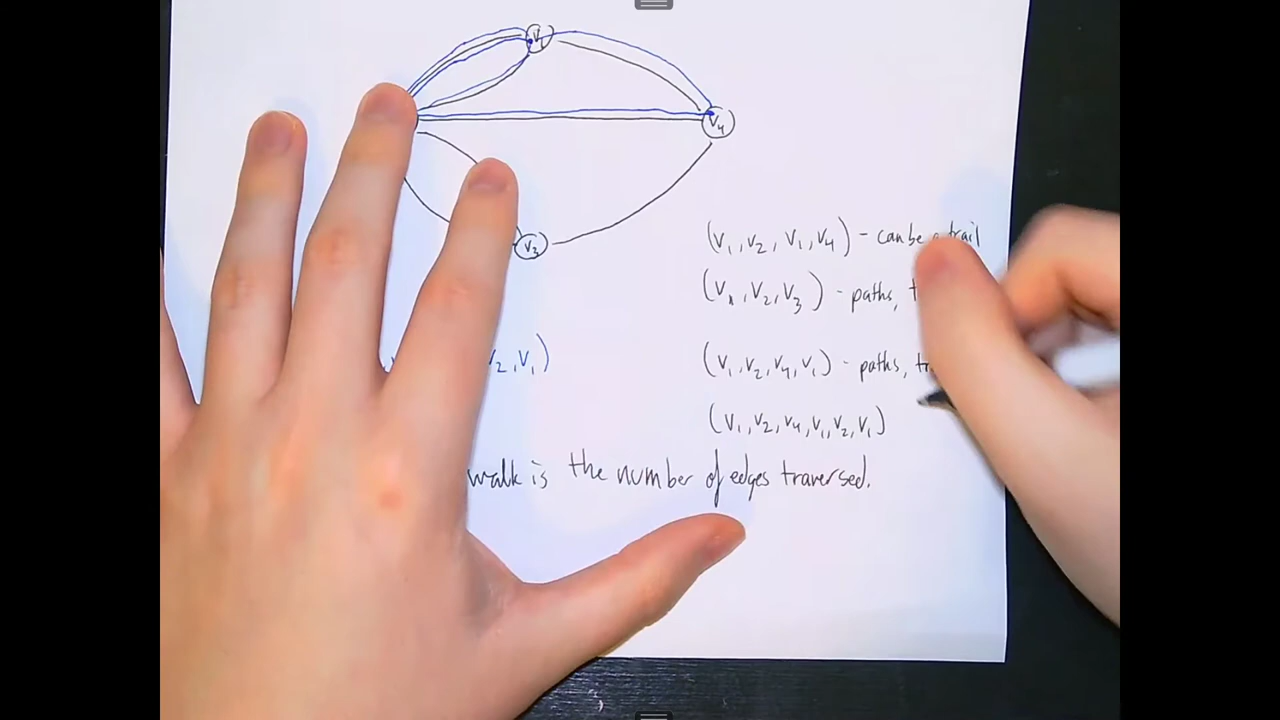 V1
V4
V3
(V1, V2, V1, V4) - can be a trail
(V1, V2, V3) - paths,
(V1, V2, V4, V1) - paths,
2, V1)
(V1, V2, V4, V1, V2, V1)
walk is the number of edges traversed.